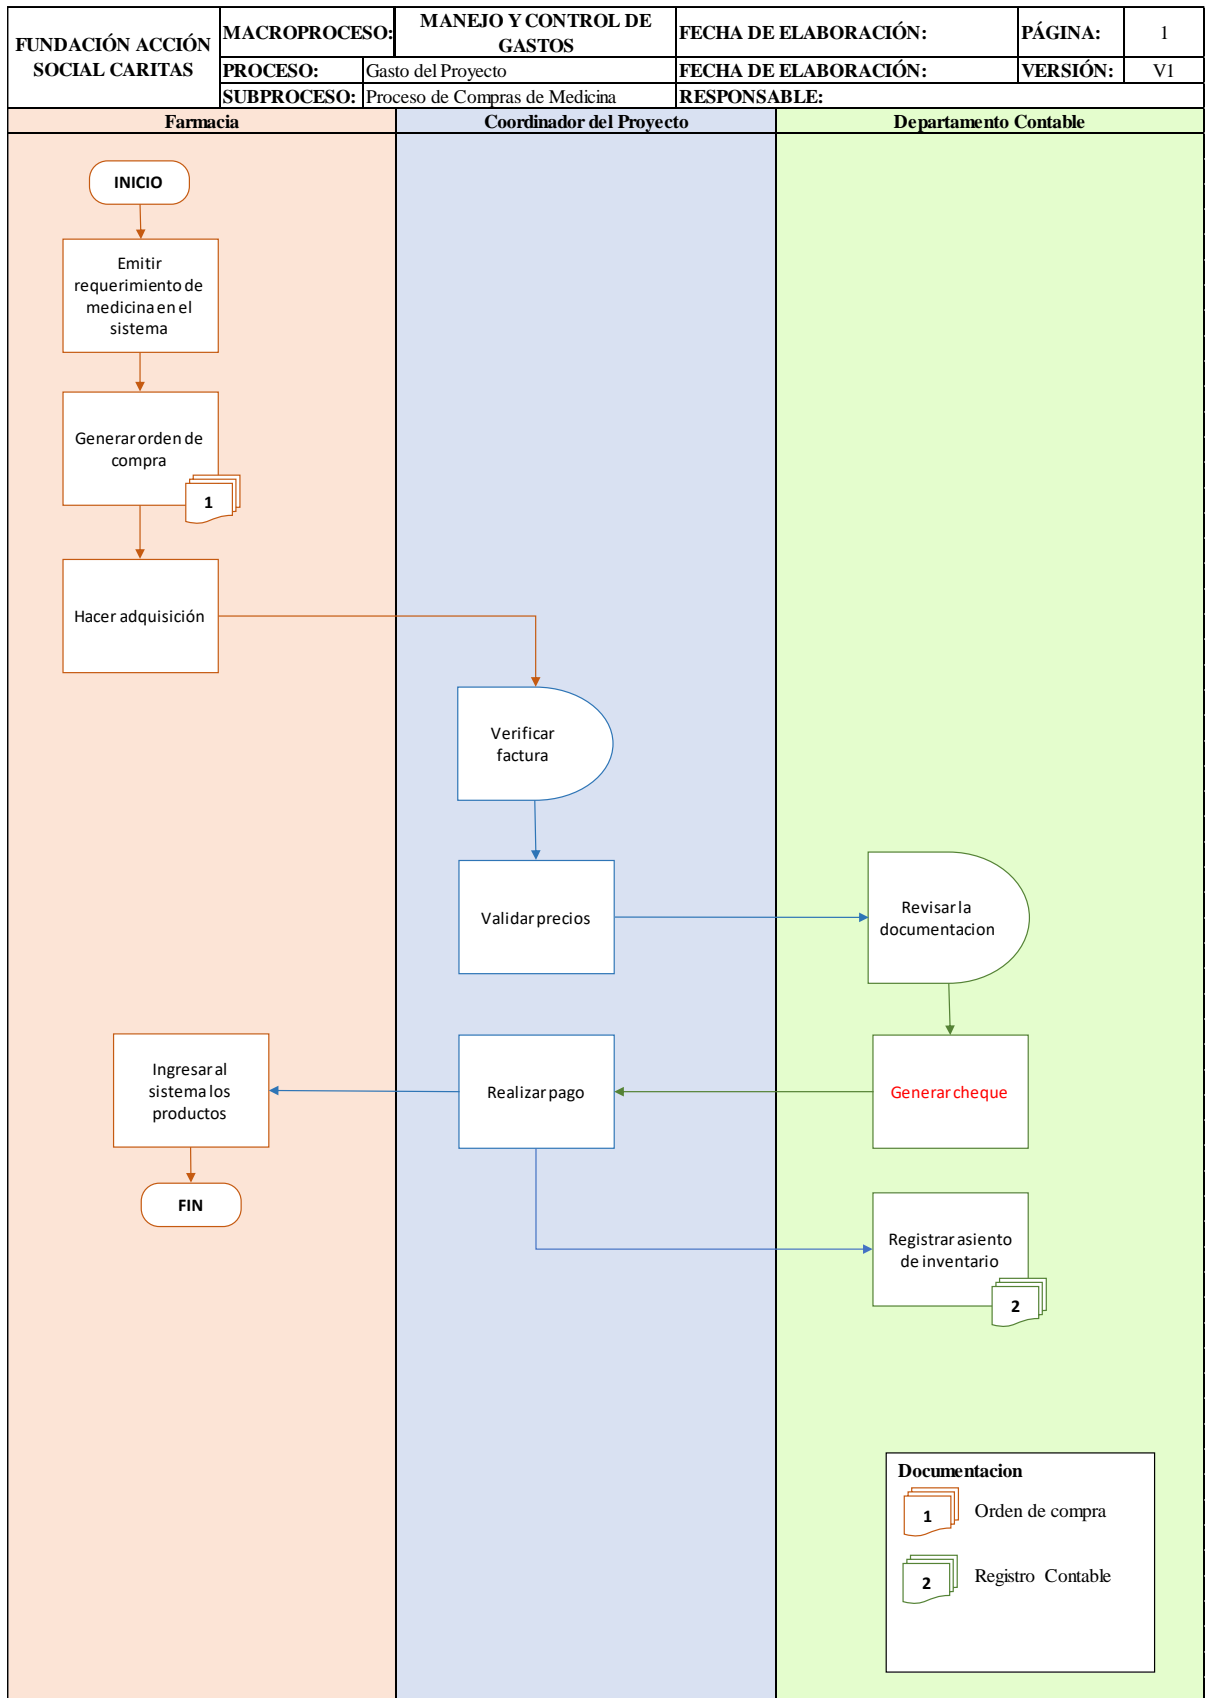 FUNDACIÓN ACCIÓN
SOCIAL CARITAS
MACROPROCESO:
MANEJO Y CONTROL DE
GASTOS
FECHA DE ELABORACIÓN:
PÁGINA:
1
PROCESO:
Gasto del Proyecto
FECHA DE ELABORACIÓN:
VERSIÓN:
V1
SUBPROCESO:
Proceso de Compras de Medicina
RESPONSABLE:
Farmacia
Coordinador del Proyecto
Departamento Contable
INICIO
Emitir
requerimiento de
medicina en el
sistema
Generar orden de
compra
1
Hacer adquisición
Verificar
factura
Validar precios
Revisar la
documentacion
Ingresar al
sistema los
productos
Realizar pago
Generar cheque
FIN
Registrar asiento
de inventario
2
Documentacion
1
Orden de compra
2
Registro Contable